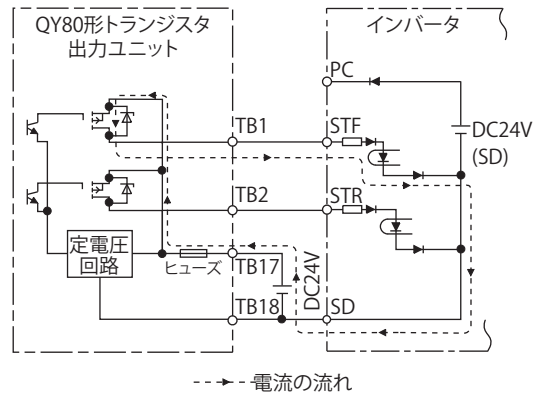 QY80形トランジスタ
出力ユニット
インバータ
PC
TB1
STF
DC24V
(SD)
TB2
STR
定電圧
回路
ヒューズ
TB17
DC24V
TB18
SD
電流の流れ